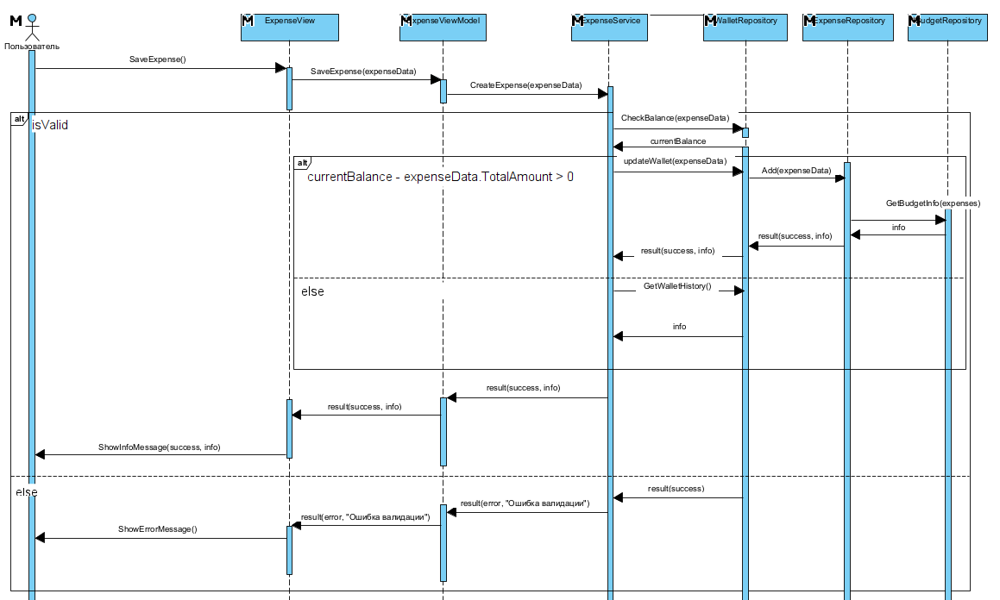 ExpenseView
ExpenseViewModel
ExpenseService
WalletRepository
ExpenseRepository
BudgetRepository
Пользователь
SaveExpense()
SaveExpense(expenseData)
CreateExpense(expenseData)
alt
isValid
CheckBalance(expenseData)
currentBalance
alt
currentBalance - expenseData.TotalAmount > 0
updateWallet(expenseData)
Add(expenseData)
GetBudgetInfo(expenses)
info
result(success, info)
result(success, info)
else
GetWalletHistory()
info
result(success, info)
result(success, info)
ShowInfoMessage(success, info)
else
result(success)
result(error, "Ошибка валидации")
result(error, "Ошибка валидации")
ShowErrorMessage()